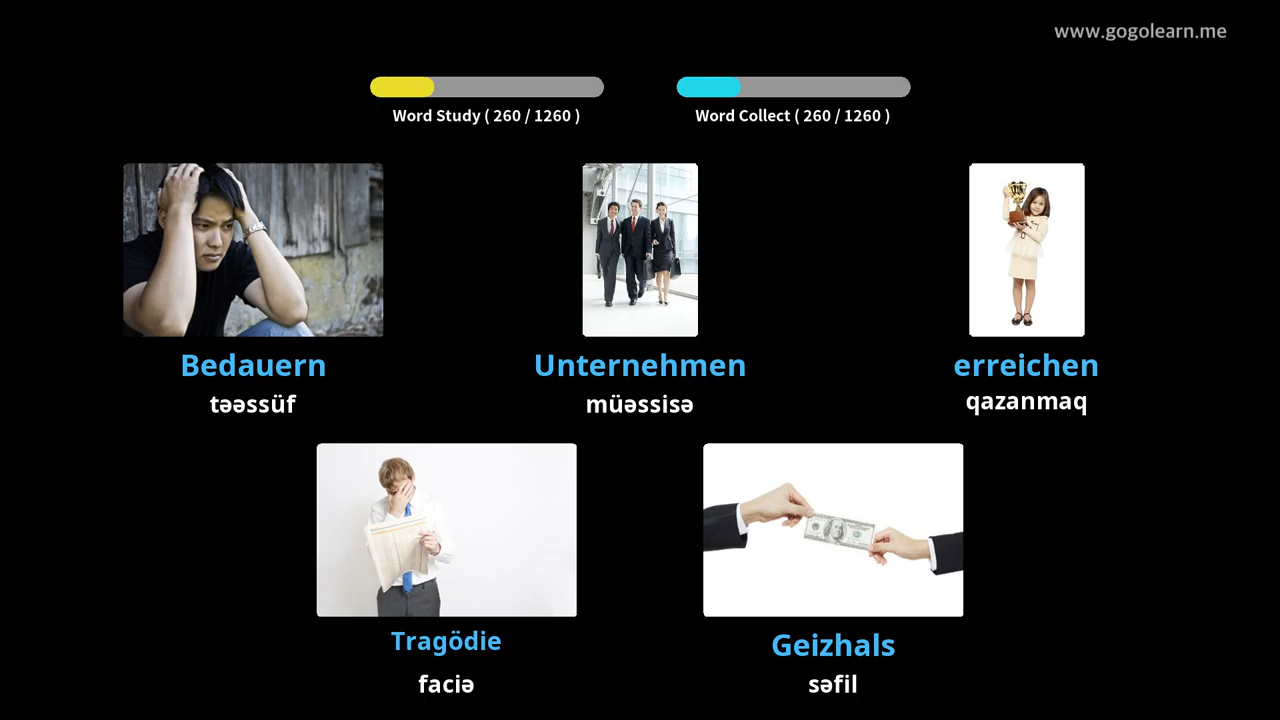 www.gogolearn.me
Word Study ( 260 / 1260 )
Word Collect ( 260 / 1260 )
Bedauern
təəssüf
Unternehmen
müəssisə
erreichen
qazanmaq
Tragödie
faciə
Geizhals
səfil